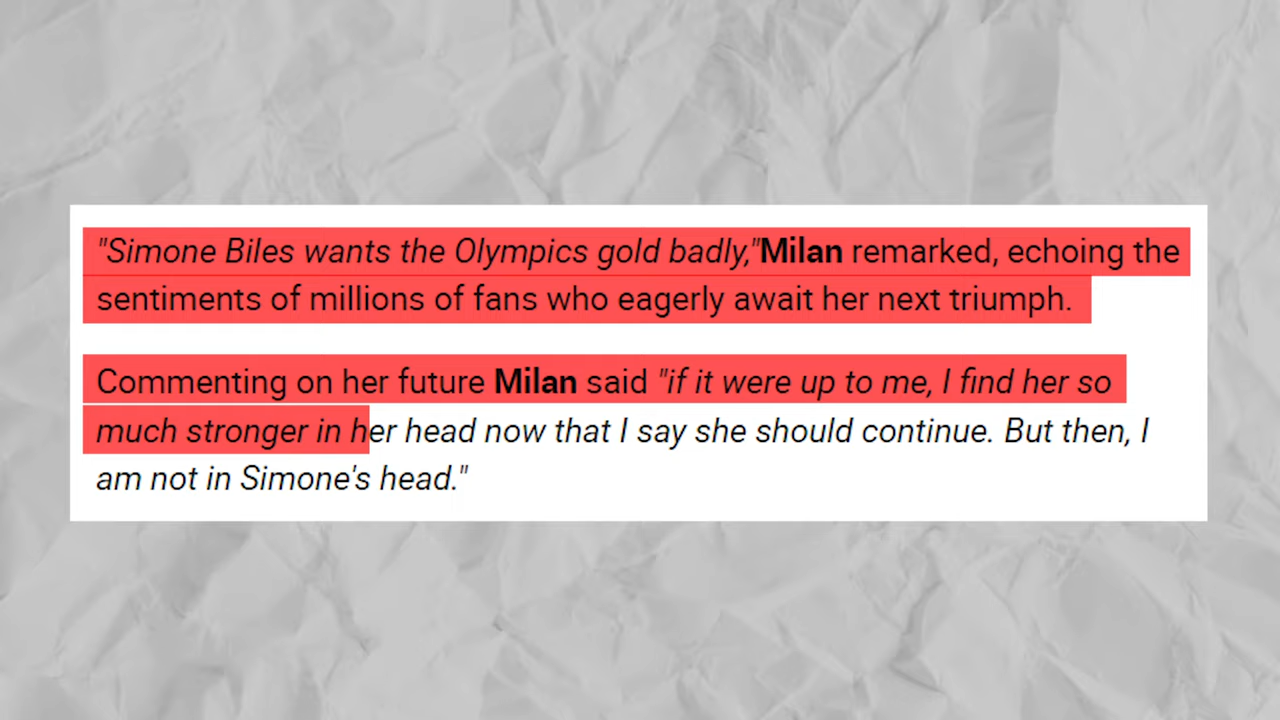 "Simone Biles wants the Olympics gold badly,"Milan remarked, echoing the
sentiments of millions of fans who eagerly await her next triumph.
Commenting on her future Milan said "if it were up to me, I find her so
much stronger in her head now that I say she should continue. But then, I
am not in Simone's head."